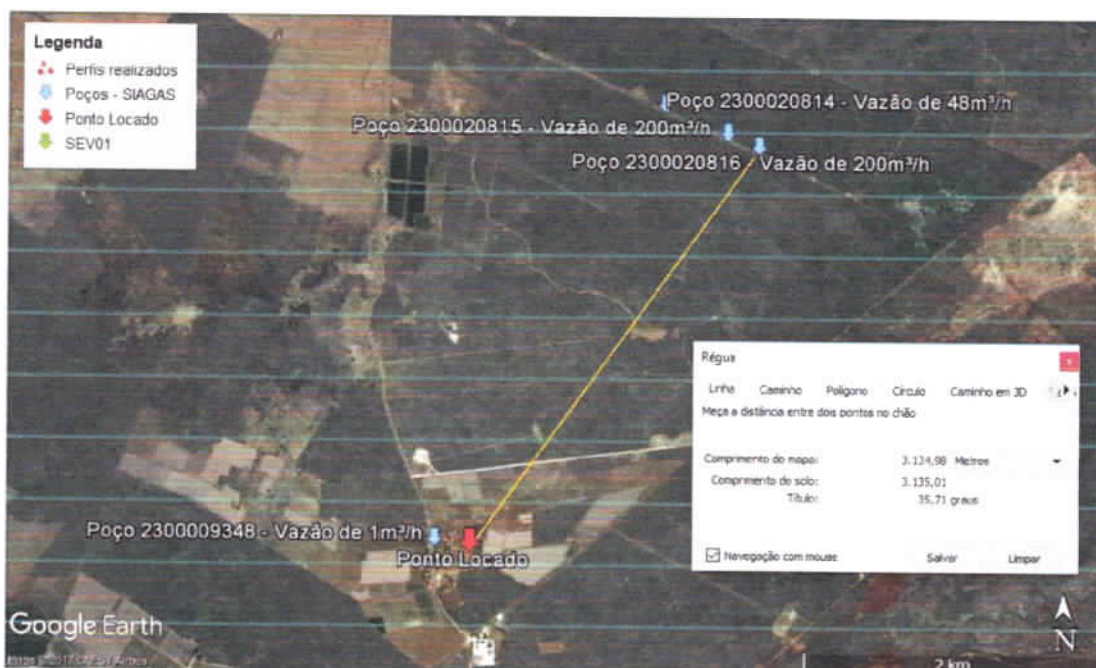 Legenda
Perfis realizados
Poços - SIAGAS
Ponto Locado
SEV01
Poço 2300020814 - Vazão de 48m³/h
Poço 2300020815 - Vazão de 200m³/h
Poço 2300020816 - Vazão de 200m³/h
Régua
Linha Caminho Polígono Círculo Caminho em 3D
Meça a distância entre dois pontos no chão
Comprimento do mapa: 3.134,98 Metros
Comprimento do solo: 3.135,01
Título: 35,71 graus
Navegação com mouse Salvar Limpar
Poço 2300009348 - Vazão de 1m³/h
Ponto Locado
Google Earth
N
2 km